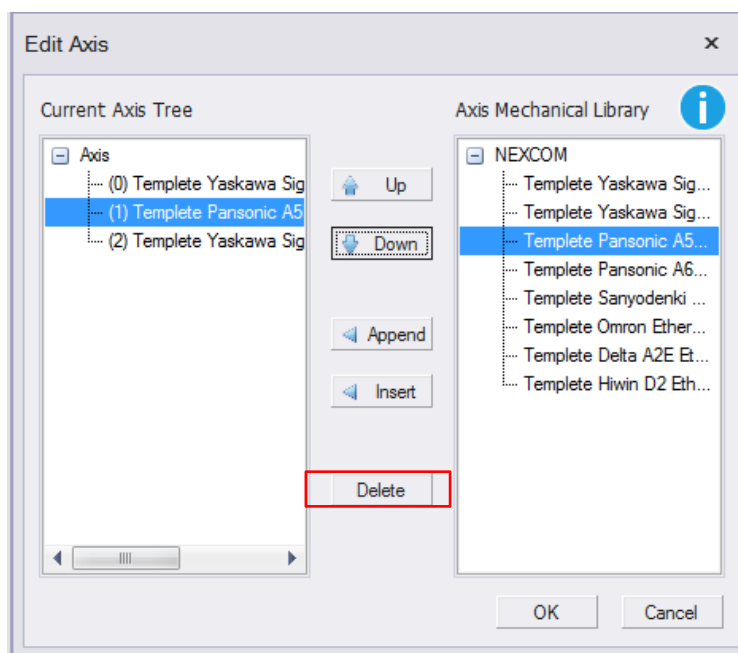 Edit Axis
×
Current Axis Tree
Axis Mechanical Library
i
Axis
(0) Templete Yaskawa Sig
(1) Templete Pansonic A5
(2) Templete Yaskawa Sig
Up
Down
Append
Insert
Delete
NEXCOM
Templete Yaskawa Sig...
Templete Yaskawa Sig...
Templete Pansonic A5...
Templete Pansonic A6...
Templete Sanyodenki ...
Templete Omron Ether...
Templete Delta A2E Et...
Templete Hiwin D2 Eth...
OK
Cancel